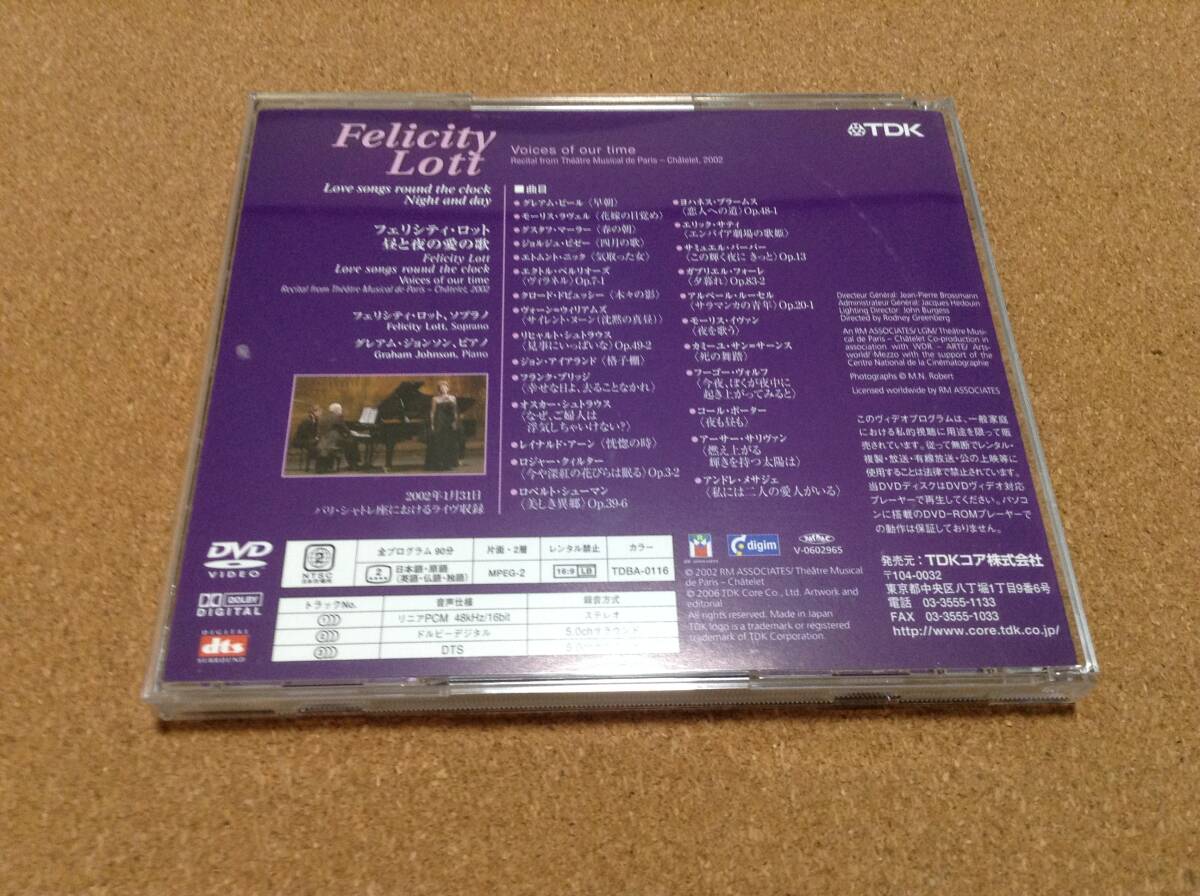 Felicity
Lott
Love songs round the clock
Night and day
フェリシティ・ロット
昼と夜の愛の歌
Felicity Lott
Love songs round the clock
Voices of our time
Recital from Théâtre Musical de Paris – Châtelet, 2002
フェリシティ・ロット、ソプラノ
Felicity Lott, Soprano
グレアム・ジョンソン、ピアノ
Graham Johnson, Piano
2002年1月31日
パリ・シャトレ座におけるライヴ収録
Voices of our time
Recital from Théâtre Musical de Paris – Châtelet, 2002
■曲目
●グレアム・ピール〈早朝〉
●モーリス・ラヴェル〈花嫁の目覚め〉
●グスタフ・マーラー〈春の朝〉
●ジョルジュ・ビゼー〈四月の歌〉
●エトムント・ニック〈気取った女〉
●エクトル・ベルリオーズ
〈ヴィラネル〉Op.7-1
●クロード・ドビュッシー〈木々の影〉
●ヴォーン=ウィリアムズ
〈サイレント・ヌーン(沈黙の真昼)〉
●リヒャルト・シュトラウス
〈見事にいっぱいな〉Op.49-2
●ジョン・アイアランド〈格子棚〉
●フランク・ブリッジ
〈幸せな日よ、去ることなかれ〉
●オスカー・シュトラウス
〈なぜ、ご婦人は
浮気しちゃいけない?〉
●レイナルド・アーン〈恍惚の時〉
●ロジャー・クィルター
〈今や深紅の花びらは眠る〉Op.3-2
●ロベルト・シューマン
〈美しき異郷〉Op.39-6
●ヨハネス・ブラームス
〈恋人への道〉Op.48-1
●エリック・サティ
〈エンパイア劇場の歌姫〉
●サミュエル・バーバー
〈この輝く夜に きっと〉Op.13
●ガブリエル・フォーレ
〈夕暮れ〉Op.83-2
●アルベール・ルーセル
〈サラマンカの青年〉Op.20-1
●モーリス・イヴァン
〈夜を歌う〉
●カミーユ・サン=サーンス
〈死の舞踏〉
●フーゴー・ヴォルフ
〈今夜、ぼくが夜中に
起き上がってみると〉
●コール・ポーター
〈夜も昼も〉
●アーサー・サリヴァン
〈燃え上がる
輝きを持つ太陽は〉
●アンドレ・メサジェ
〈私には二人の愛人がいる〉
TDK
Directeur Général: Jean-Pierre Brossmann
Administrateur Général: Jacques Hedouin
Lighting Director: John Burgess
Directed by Rodney Greenberg
An RM ASSOCIATES/ LGM/ Théâtre Musi-
cal de Paris – Châtelet Co-production in
association with WDR – ARTE/ Arts-
world/ Mezzo with the support of the
Centre National de la Cinématographie
Photographs © M.N. Robert
Licensed worldwide by RM ASSOCIATES
このヴィデオプログラムは、一般家庭
における私的視聴に用途を限って販
売されています。従って無断でレンタル・
複製・放送・有線放送・公の上映等に
使用することは法律で禁止されています。
当DVDディスクはDVDヴィデオ対応
プレーヤーで再生してください。パソコ
ンに搭載のDVD-ROMプレーヤーで
の動作は保証しておりません。
発売元:TDKコア株式会社
〒104-0032
東京都中央区八丁堀1丁目9番6号
電話 03-3555-1133
FAX 03-3555-1033
http://www.core.tdk.co.jp/
DVD
VIDEO
DOLBY
DIGITAL
DIGITAL
dts
SURROUND
2
NTSC
日本市場用
全プログラム 90分
片面・2層
レンタル禁止
カラー
2
日本語・原語
(英語・仏語・独語)
MPEG-2
16:9 LB
TDBA-0116
トラックNo.
音声仕様
録音方式
1
リニアPCM 48kHz/16bit
ステレオ
2
ドルビーデジタル
5.0chサラウンド
3
DTS
digim
V-0602965
© 2002 RM ASSOCIATES/ Théâtre Musical
de Paris – Châtelet
© 2006 TDK Core Co., Ltd. Artwork and
editorial
All rights reserved. Made in Japan
TDK logo is a trademark or registered
trademark of TDK Corporation.